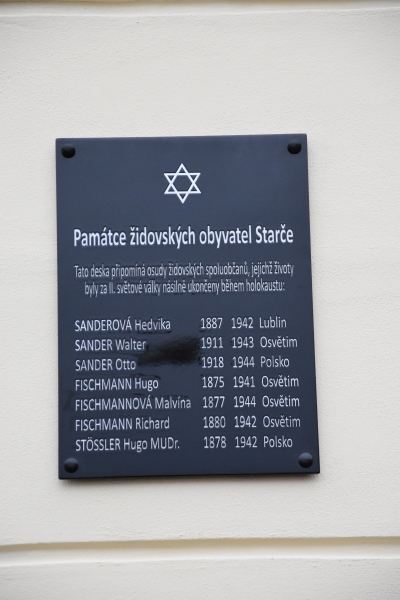 Památce židovských obyvatel Starče
Tato deska připomíná osudy židovských spoluobčanů, jejichž životy
byly za II. světové války násilně ukončeny během holokaustu:
SANDEROVÁ Hedvika 1887 1942 Lublin
SANDER Walter 1911 1943 Osvětim
SANDER Otto 1918 1944 Polsko
FISCHMANN Hugo 1875 1941 Osvětim
FISCHMANNOVÁ Malvína 1877 1944 Osvětim
FISCHMANN Richard 1880 1942 Osvětim
STÖSSLER Hugo MUDr. 1878 1942 Polsko